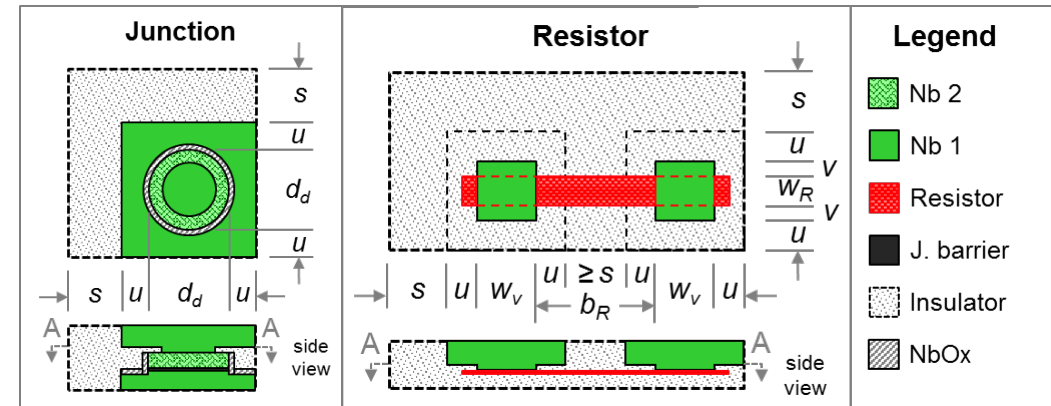 Junction
s
u
d_d
u
s u d_d u
A A
side
view
Resistor
s
u
v
w_R
v
u
s u w_v u ≥ s u w_v u
b_R
A A
side
view
Legend
Nb 2
Nb 1
Resistor
J. barrier
Insulator
NbOx